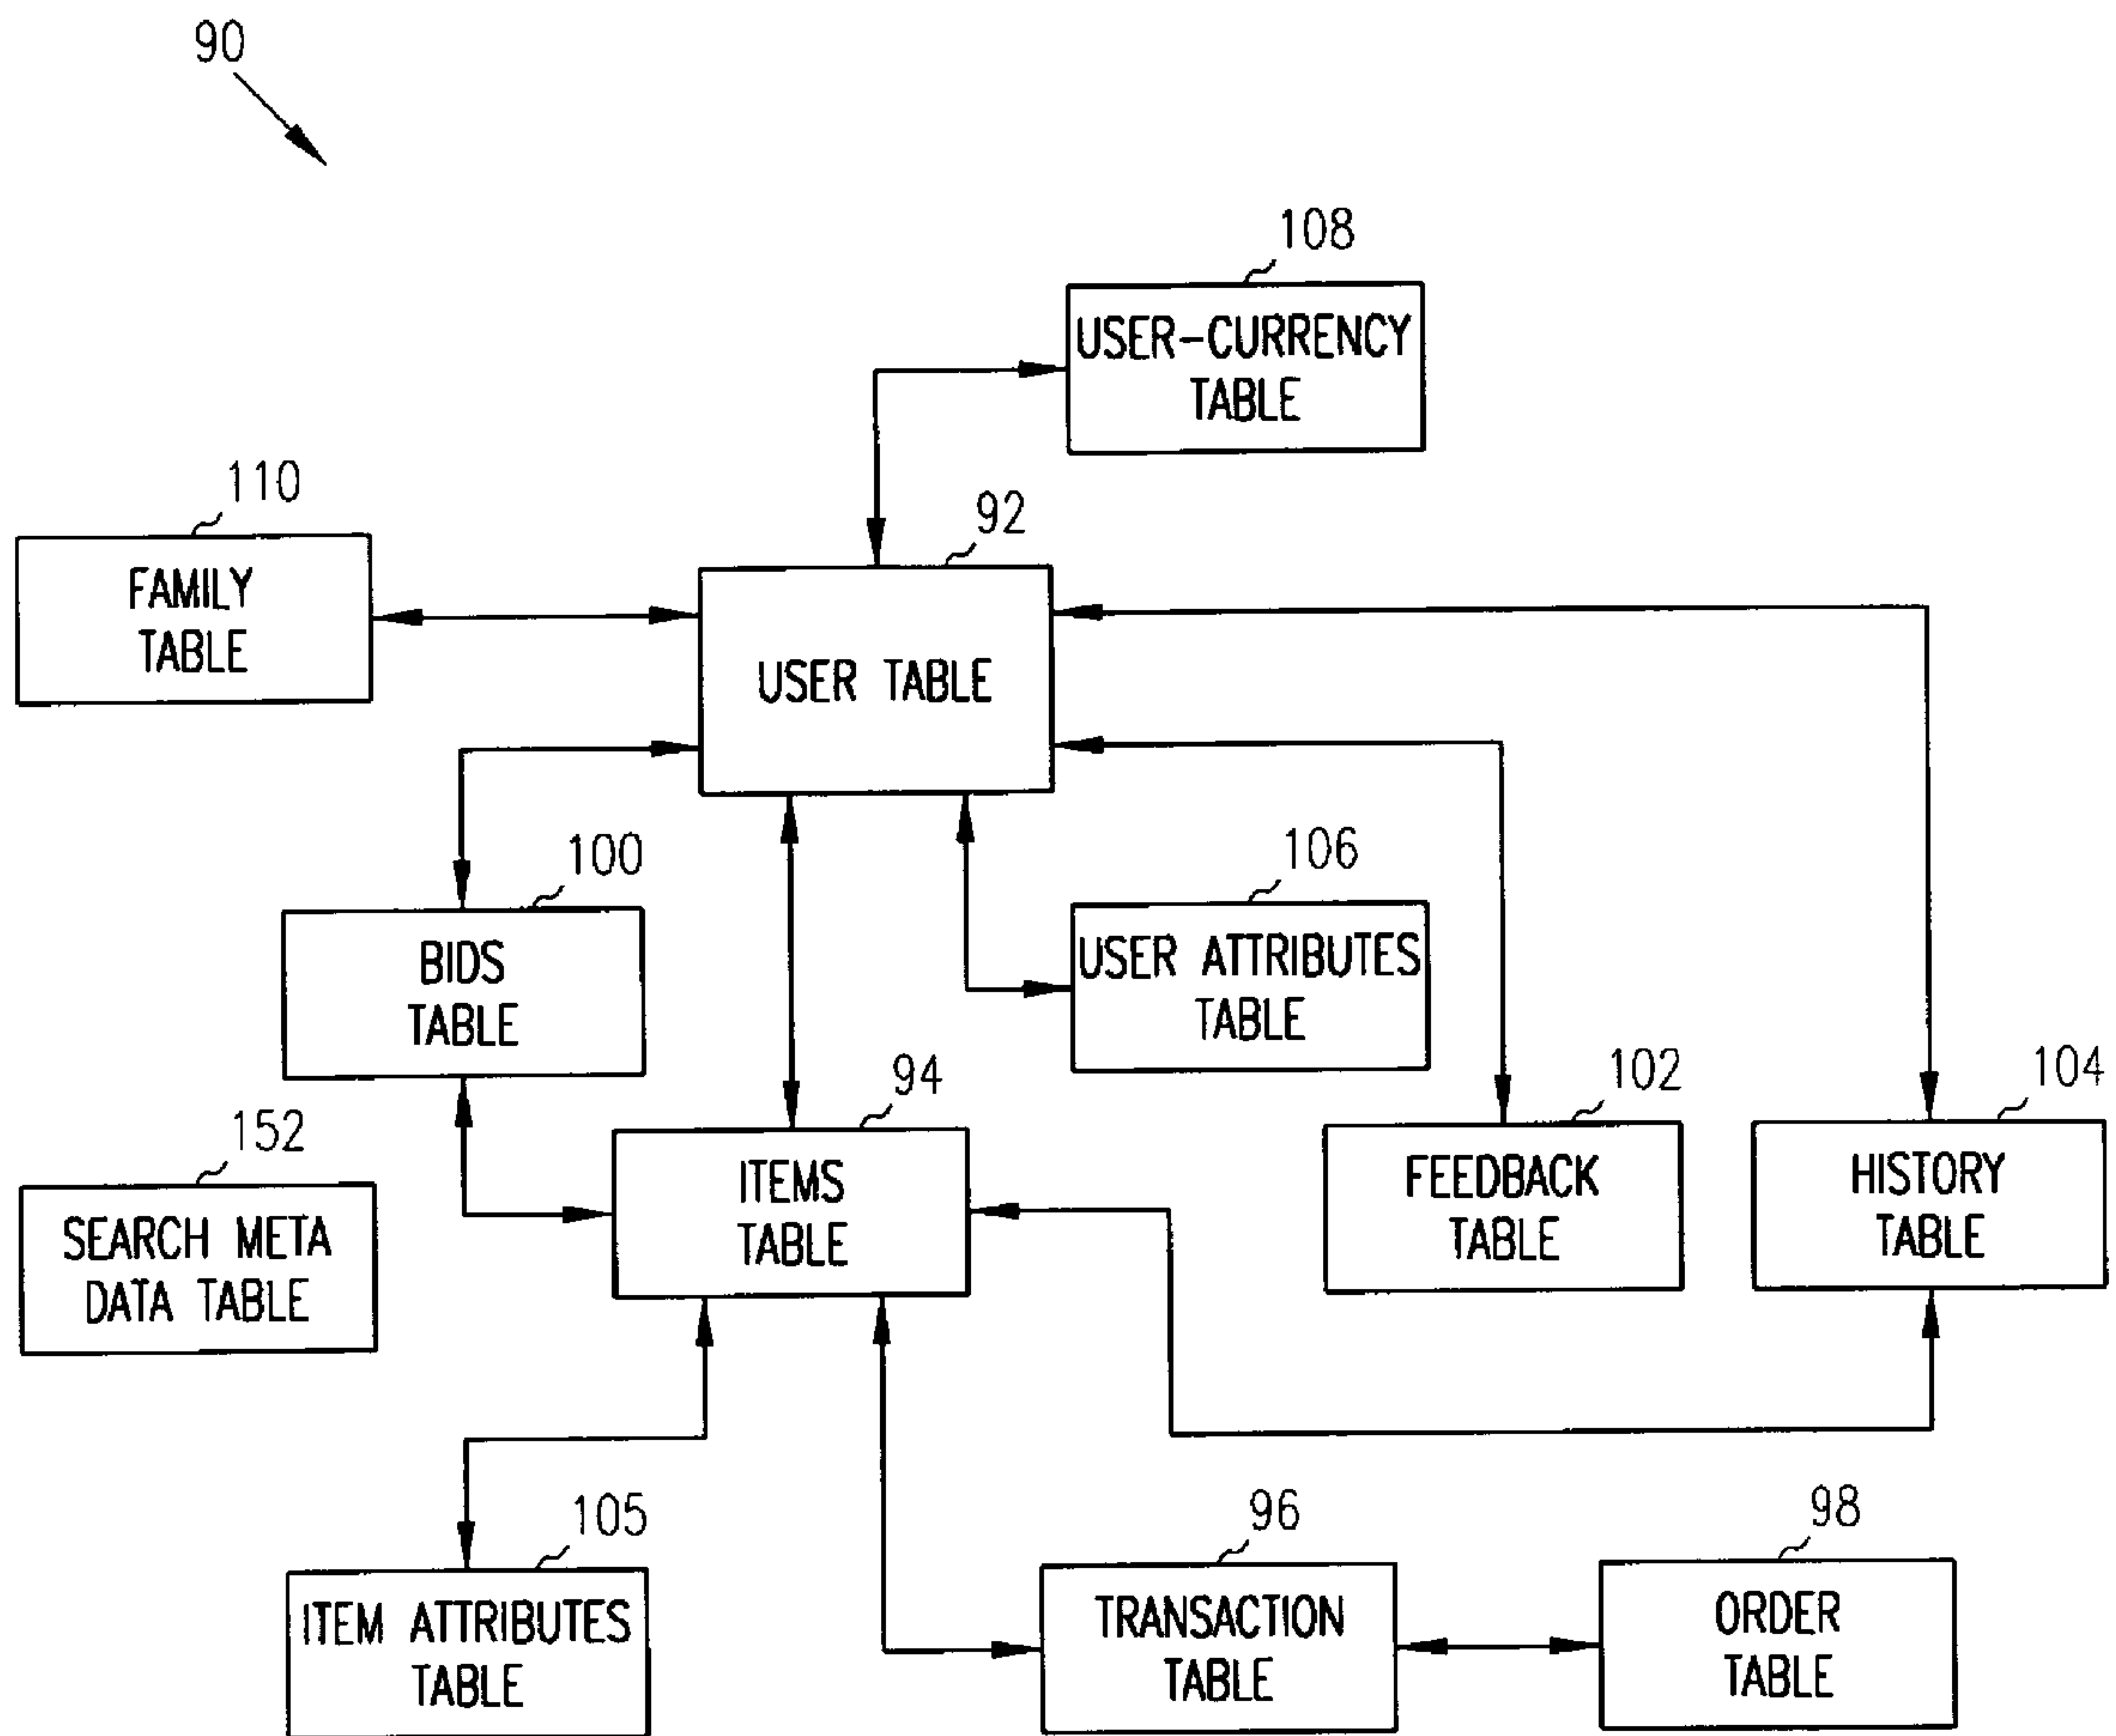 90
108
USER-CURRENCY
TABLE
110
FAMILY
TABLE
92
USER TABLE
100
BIDS
TABLE
106
USER ATTRIBUTES
TABLE
94
ITEMS
TABLE
102
FEEDBACK
TABLE
104
HISTORY
TABLE
152
SEARCH META
DATA TABLE
105
ITEM ATTRIBUTES
TABLE
96
TRANSACTION
TABLE
98
ORDER
TABLE